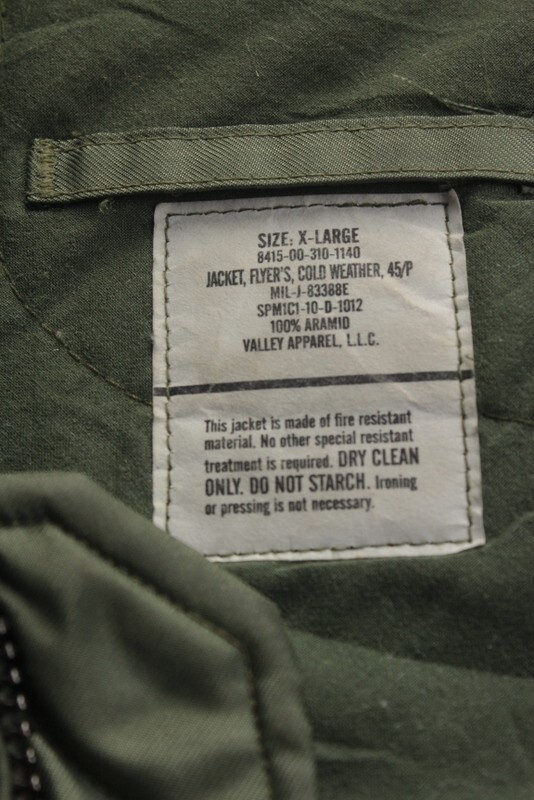 SIZE: X-LARGE
8415-00-310-1140
JACKET, FLYER'S, COLD WEATHER, 45/P
MIL-J-83388E
SPM1C1-10-D-1012
100% ARAMID
VALLEY APPAREL, L.L.C.
This jacket is made of fire resistant
material. No other special resistant
treatment is required. DRY CLEAN
ONLY. DO NOT STARCH. Ironing
or pressing is not necessary.